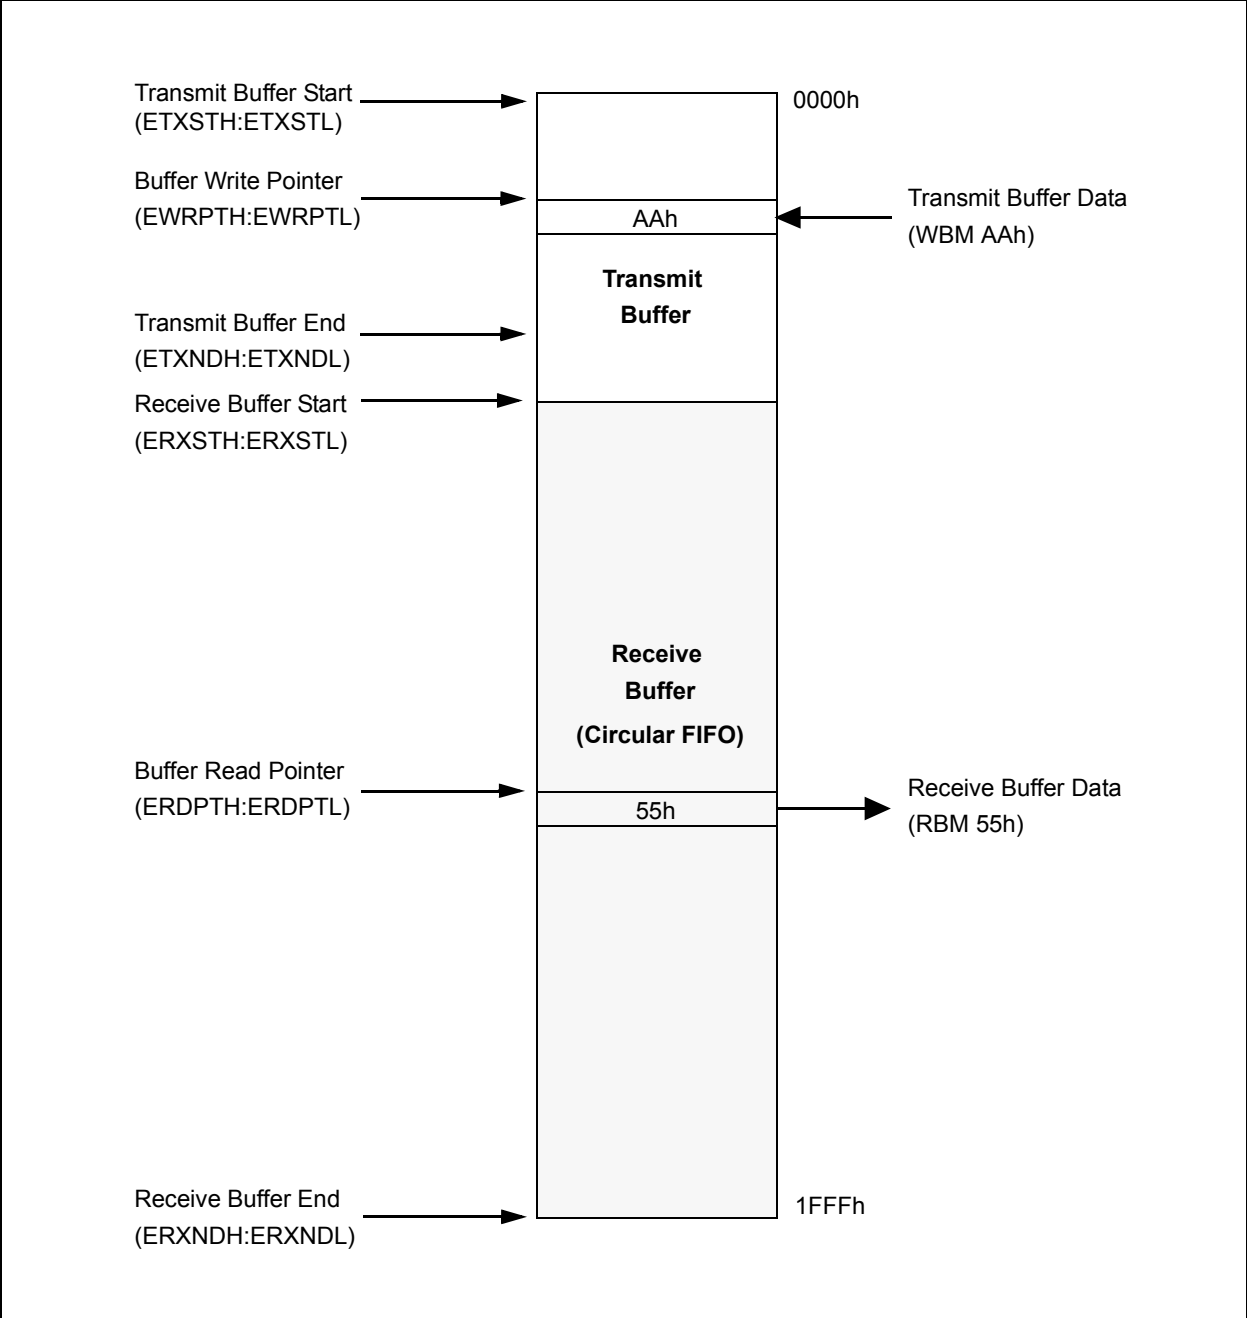 Transmit Buffer Start
(ETXSTH:ETXSTL)
0000h
Buffer Write Pointer
(EWRPTH:EWRPTL)
AAh
Transmit Buffer Data
(WBM AAh)
Transmit
Buffer
Transmit Buffer End
(ETXNDH:ETXNDL)
Receive Buffer Start
(ERXSTH:ERXSTL)
Receive
Buffer
(Circular FIFO)
Buffer Read Pointer
(ERDPTH:ERDPTL)
55h
Receive Buffer Data
(RBM 55h)
Receive Buffer End
(ERXNDH:ERXNDL)
1FFFh